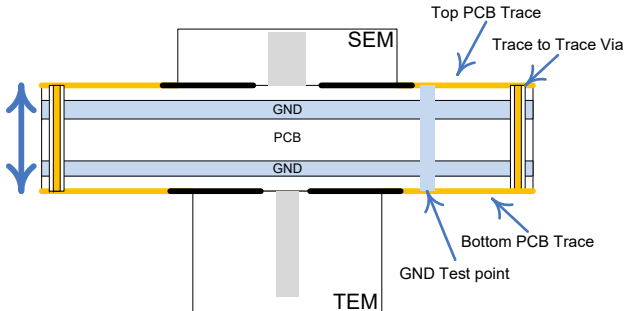 Top PCB Trace
SEM
Trace to Trace Via
GND
PCB
GND
Bottom PCB Trace
GND Test point
TEM